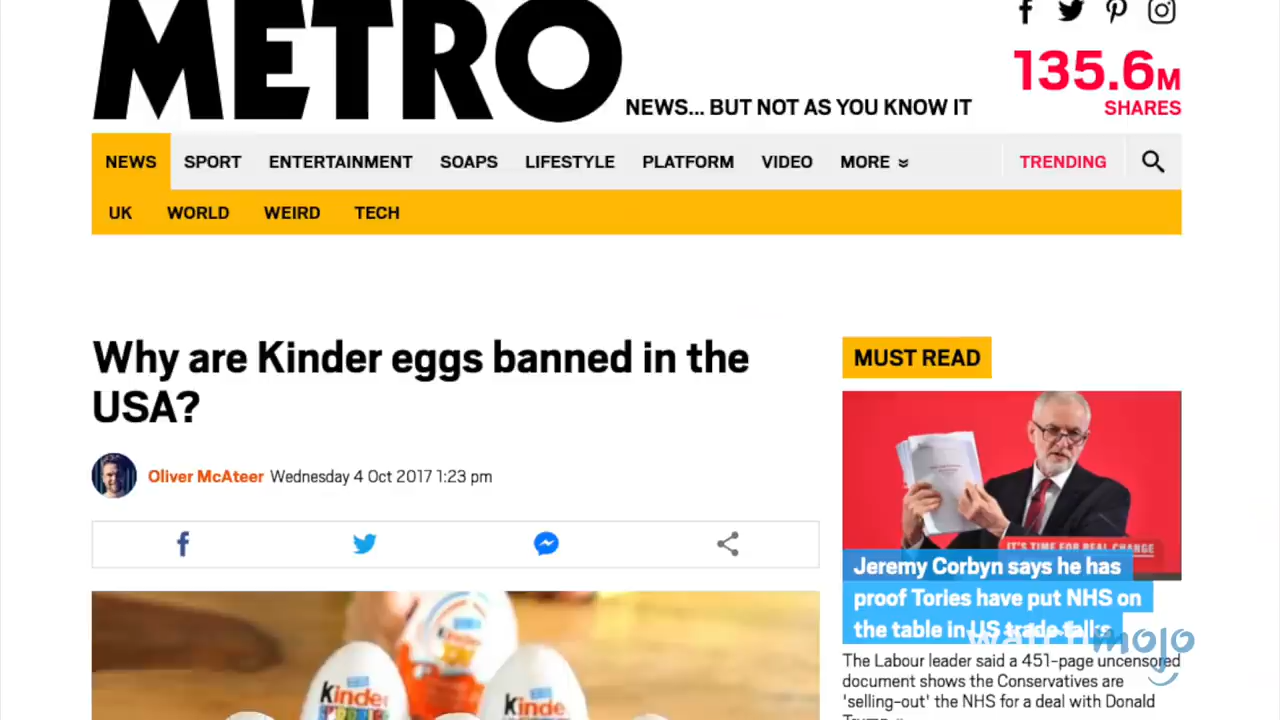 METRO
NEWS... BUT NOT AS YOU KNOW IT
135.6M
SHARES
NEWS SPORT ENTERTAINMENT SOAPS LIFESTYLE PLATFORM VIDEO MORE TRENDING
UK WORLD WEIRD TECH
Why are Kinder eggs banned in the
USA?
Oliver McAteer Wednesday 4 Oct 2017 1:23 pm
Kinder
Kinder
MUST READ
IT'S TIME FOR REAL CHANGE
Jeremy Corbyn says he has
proof Tories have put NHS on
the table in US trade talks
watchmojo
The Labour leader said a 451-page uncensored
document shows the Conservatives are
'selling-out' the NHS for a deal with Donald